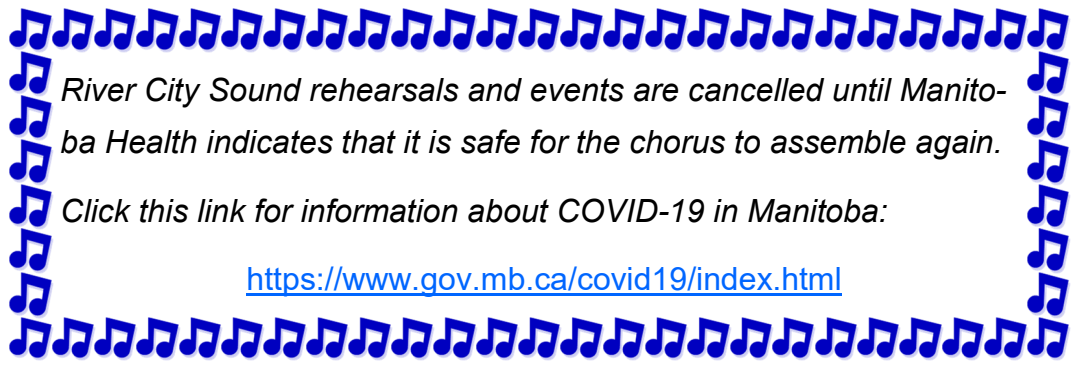 River City Sound rehearsals and events are cancelled until Manito-
ba Health indicates that it is safe for the chorus to assemble again.
Click this link for information about COVID-19 in Manitoba:
https://www.gov.mb.ca/covid19/index.html